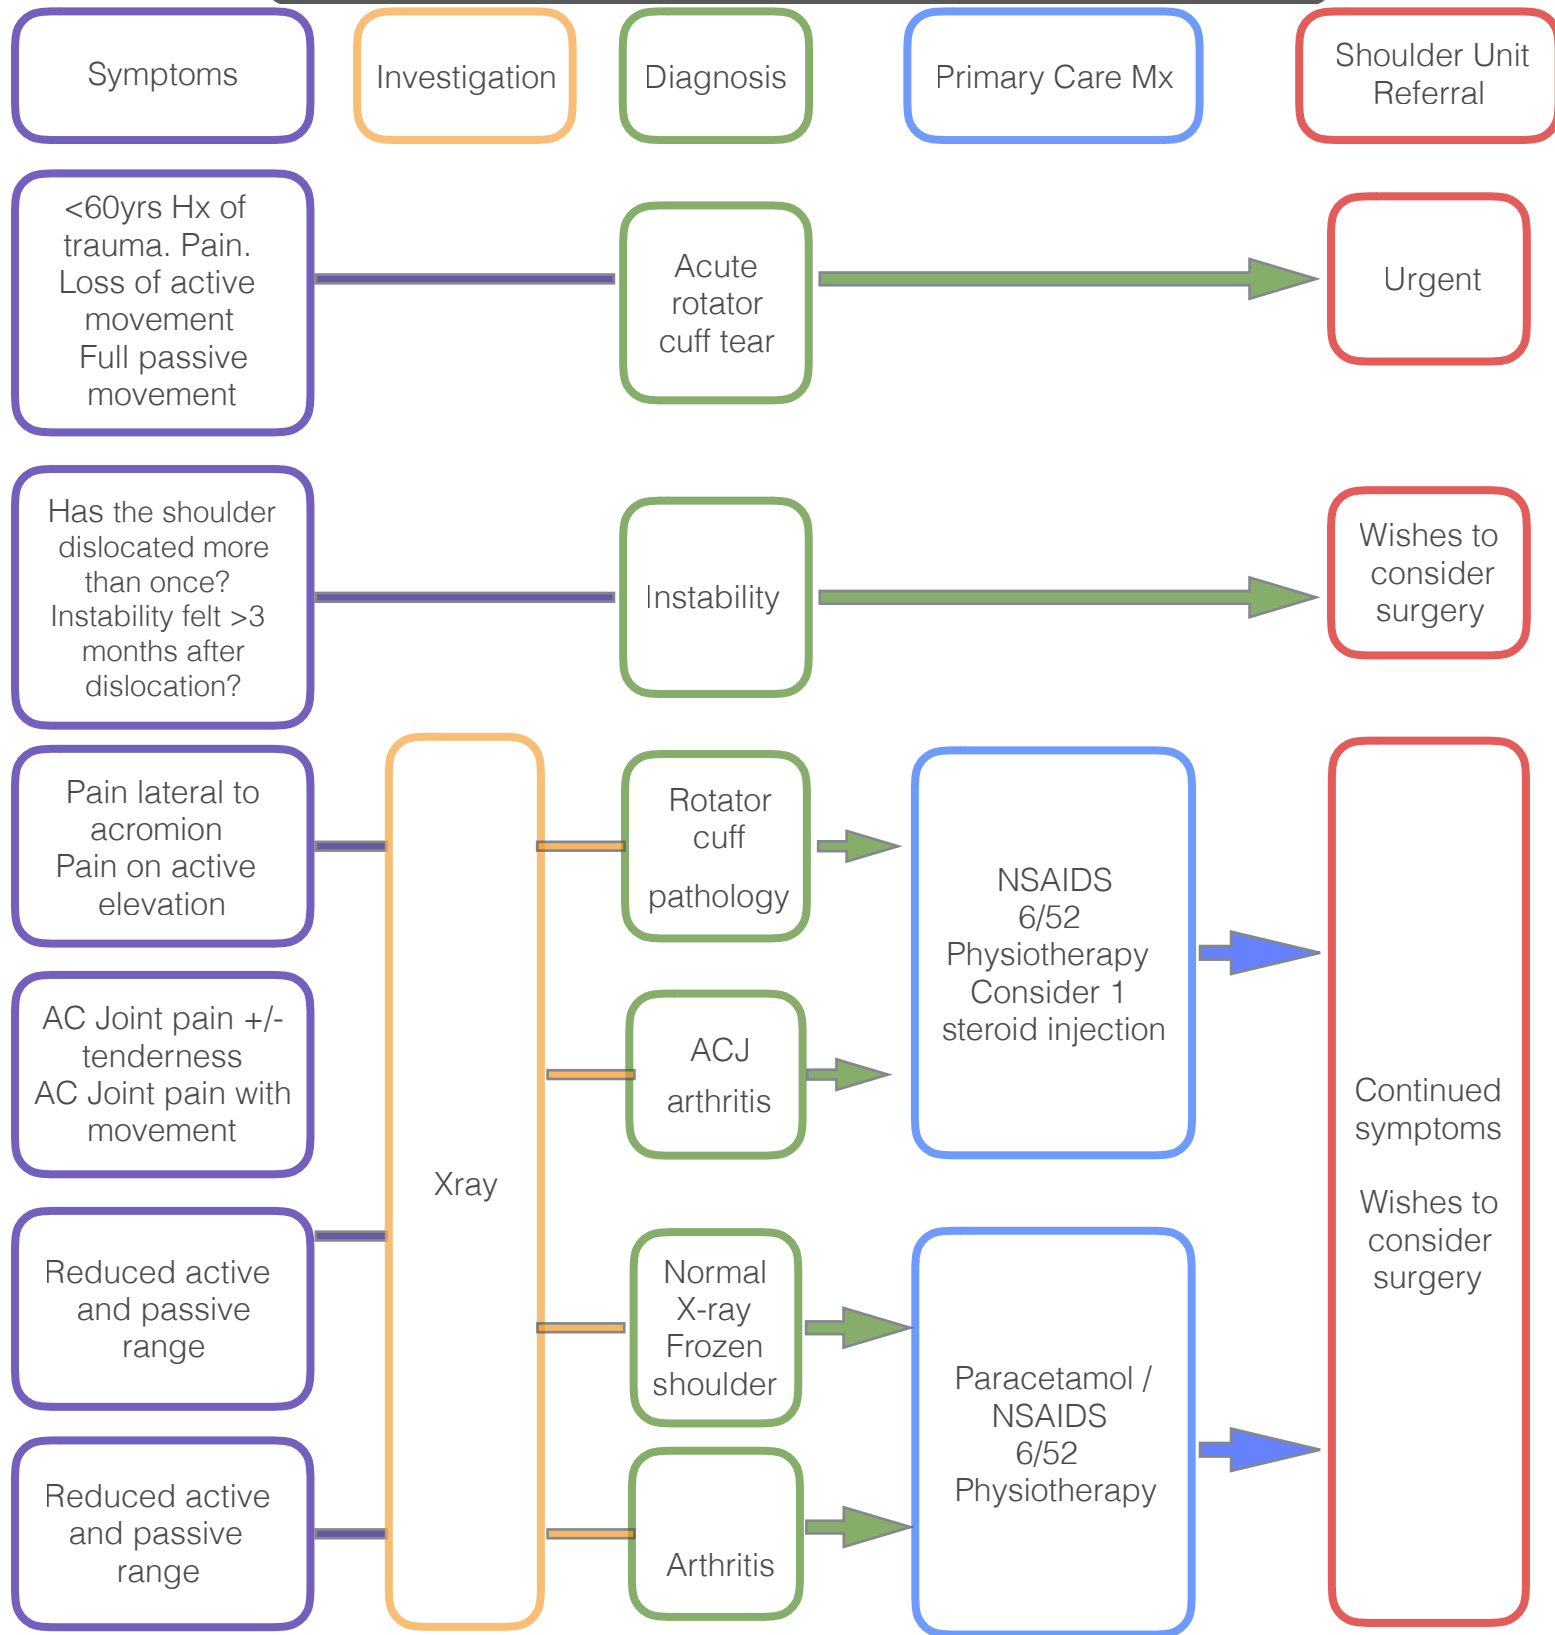 Symptoms
Investigation
Diagnosis
Primary Care Mx
Shoulder Unit
Referral
<60yrs Hx of
trauma. Pain.
Loss of active
movement
Full passive
movement
Acute
rotator
cuff tear
Urgent
Has the shoulder
dislocated more
than once?
Instability felt >3
months after
dislocation?
Instability
Wishes to
consider
surgery
Pain lateral to
acromion
Pain on active
elevation
AC Joint pain +/-
tenderness
AC Joint pain with
movement
Reduced active
and passive
range
Reduced active
and passive
range
Xray
Rotator
cuff
pathology
ACJ
arthritis
Normal
X-ray
Frozen
shoulder
Arthritis
NSAIDS
6/52
Physiotherapy
Consider 1
steroid injection
Paracetamol /
NSAIDS
6/52
Physiotherapy
Continued
symptoms
Wishes to
consider
surgery